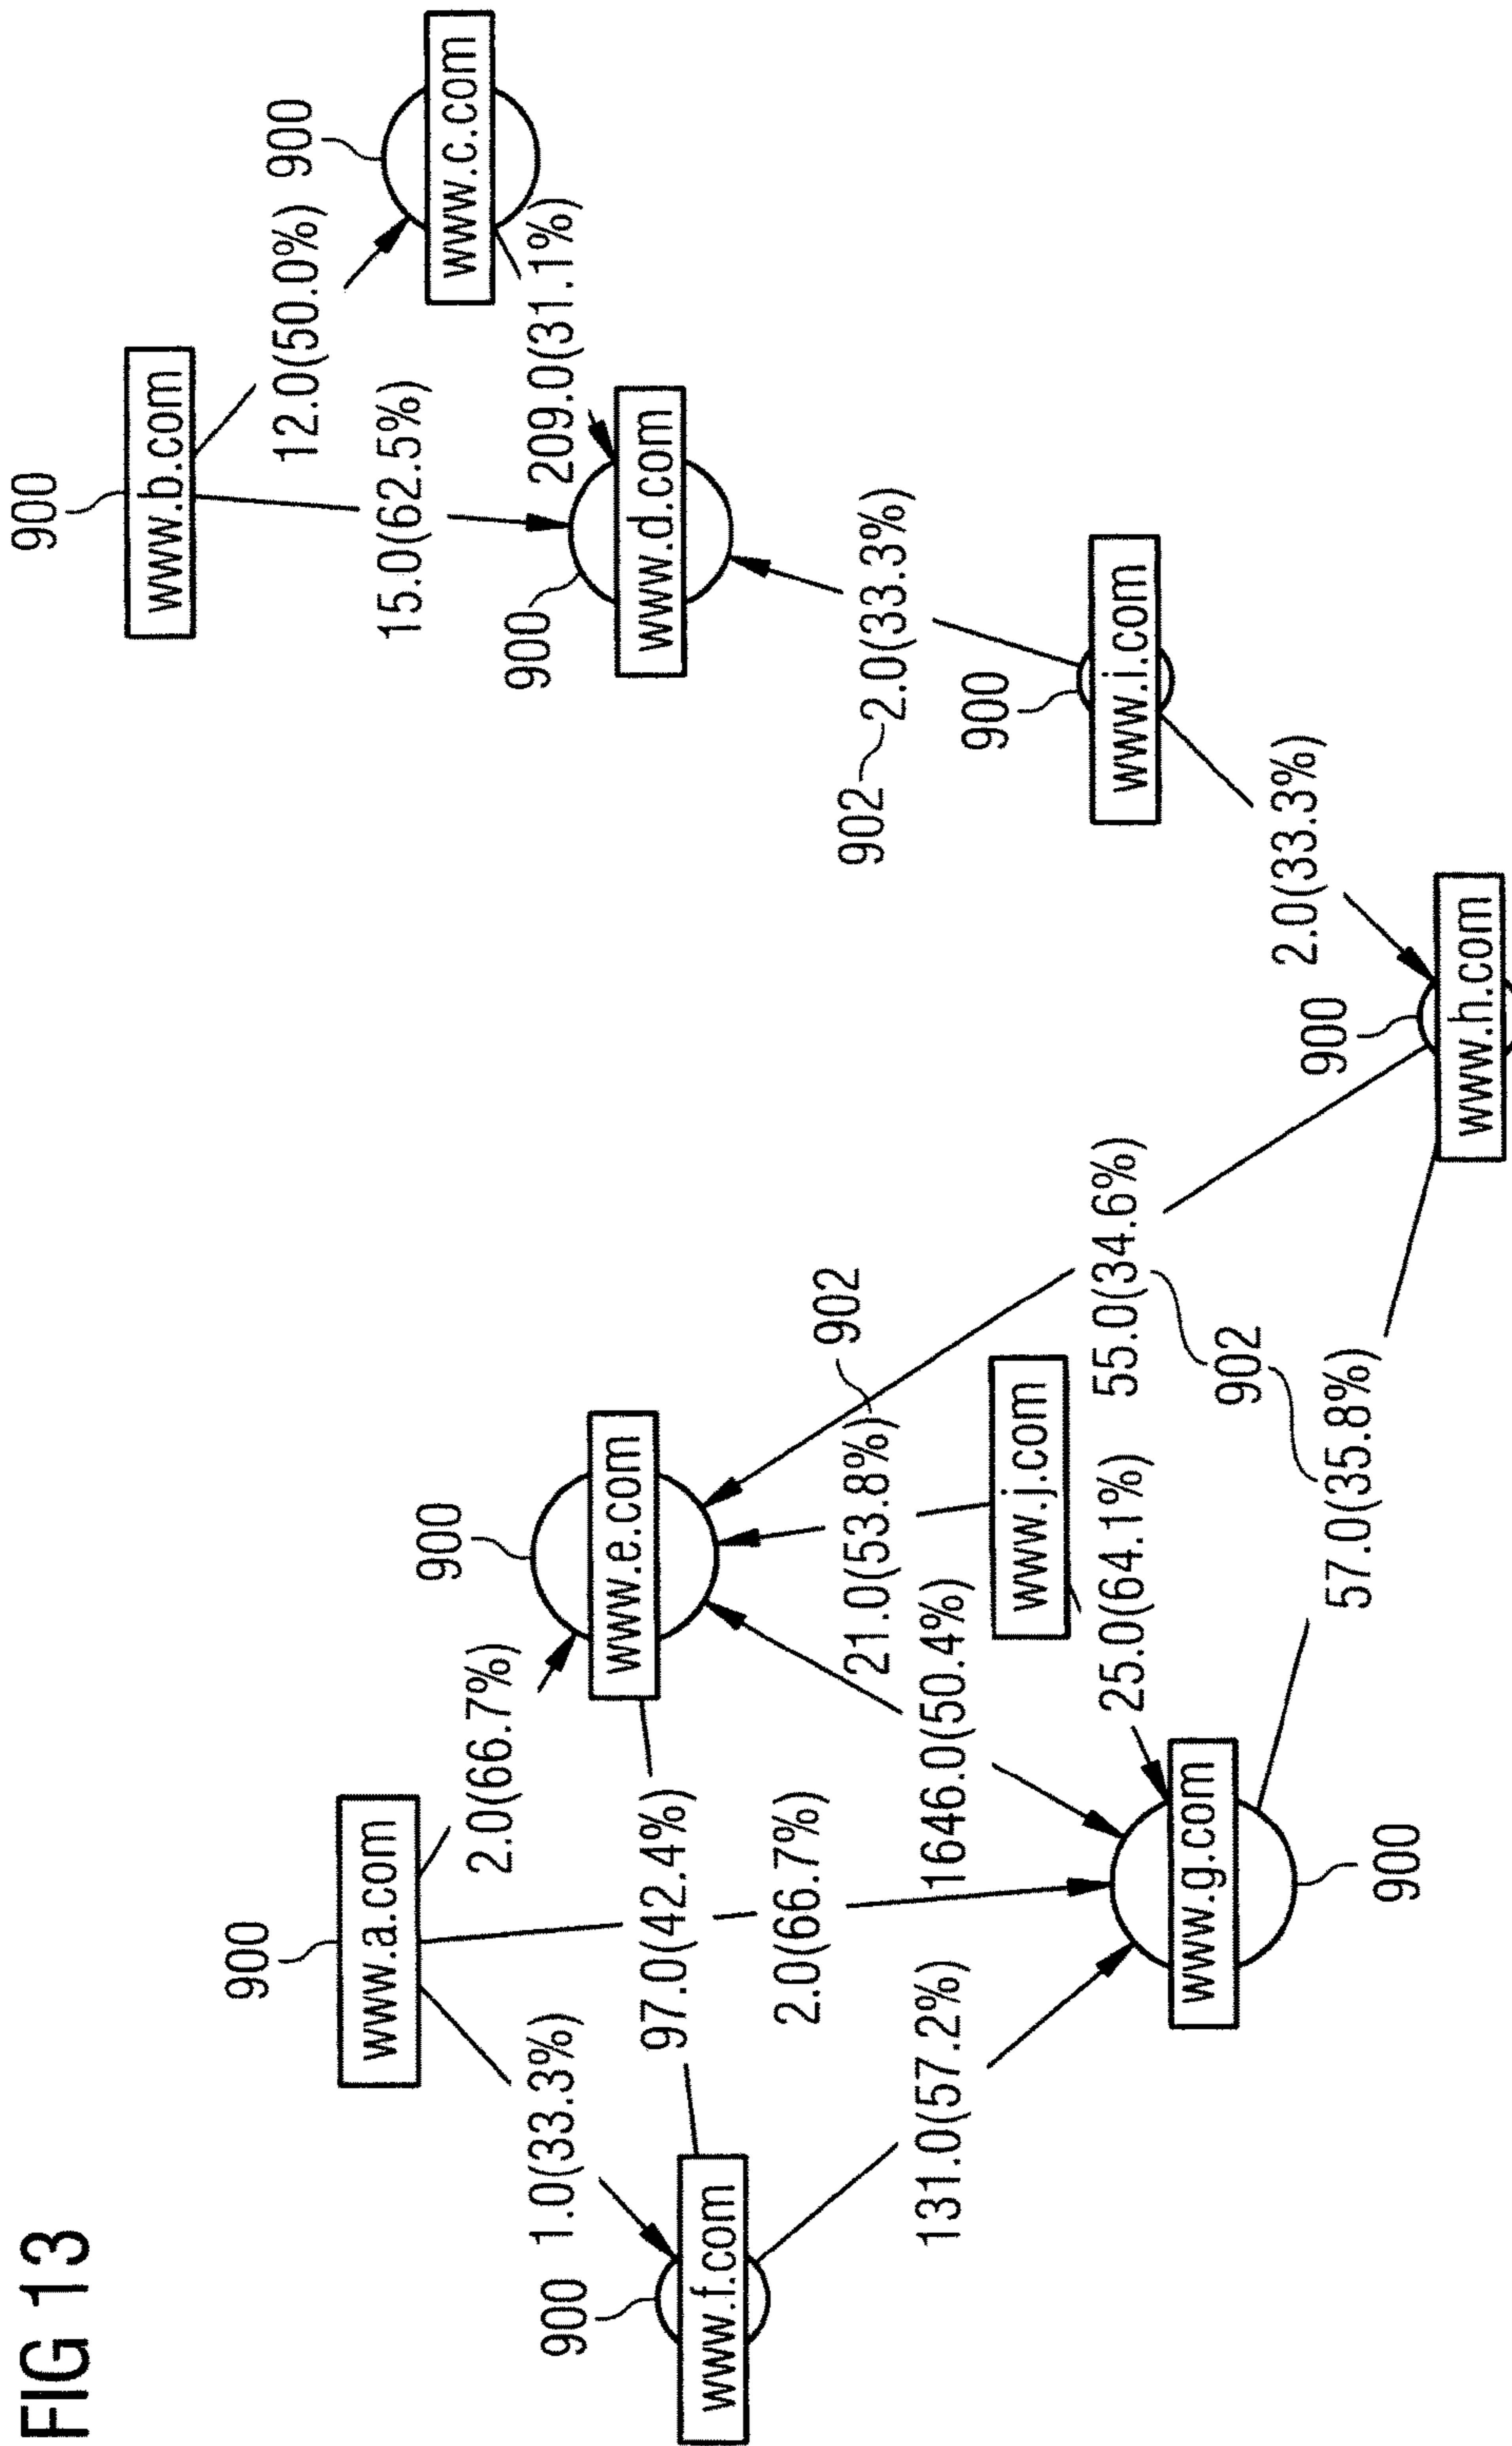 FIG 13
900
www.b.com
900
12.0(50.0%)
900
www.a.com
15.0(62.5%)
900
www.c.com
2.0(66.7%)
900
1.0(33.3%)
209.0(31.1%)
900
www.e.com
www.d.com
97.0(42.4%)
www.f.com
2.0(66.7%)
902
21.0(53.8%)
902
2.0(33.3%)
131.0(57.2%)
1646.0(50.4%)
900
www.j.com
25.0(64.1%)
55.0(34.6%)
www.i.com
www.g.com
902
2.0(33.3%)
900
57.0(35.8%)
900
www.h.com